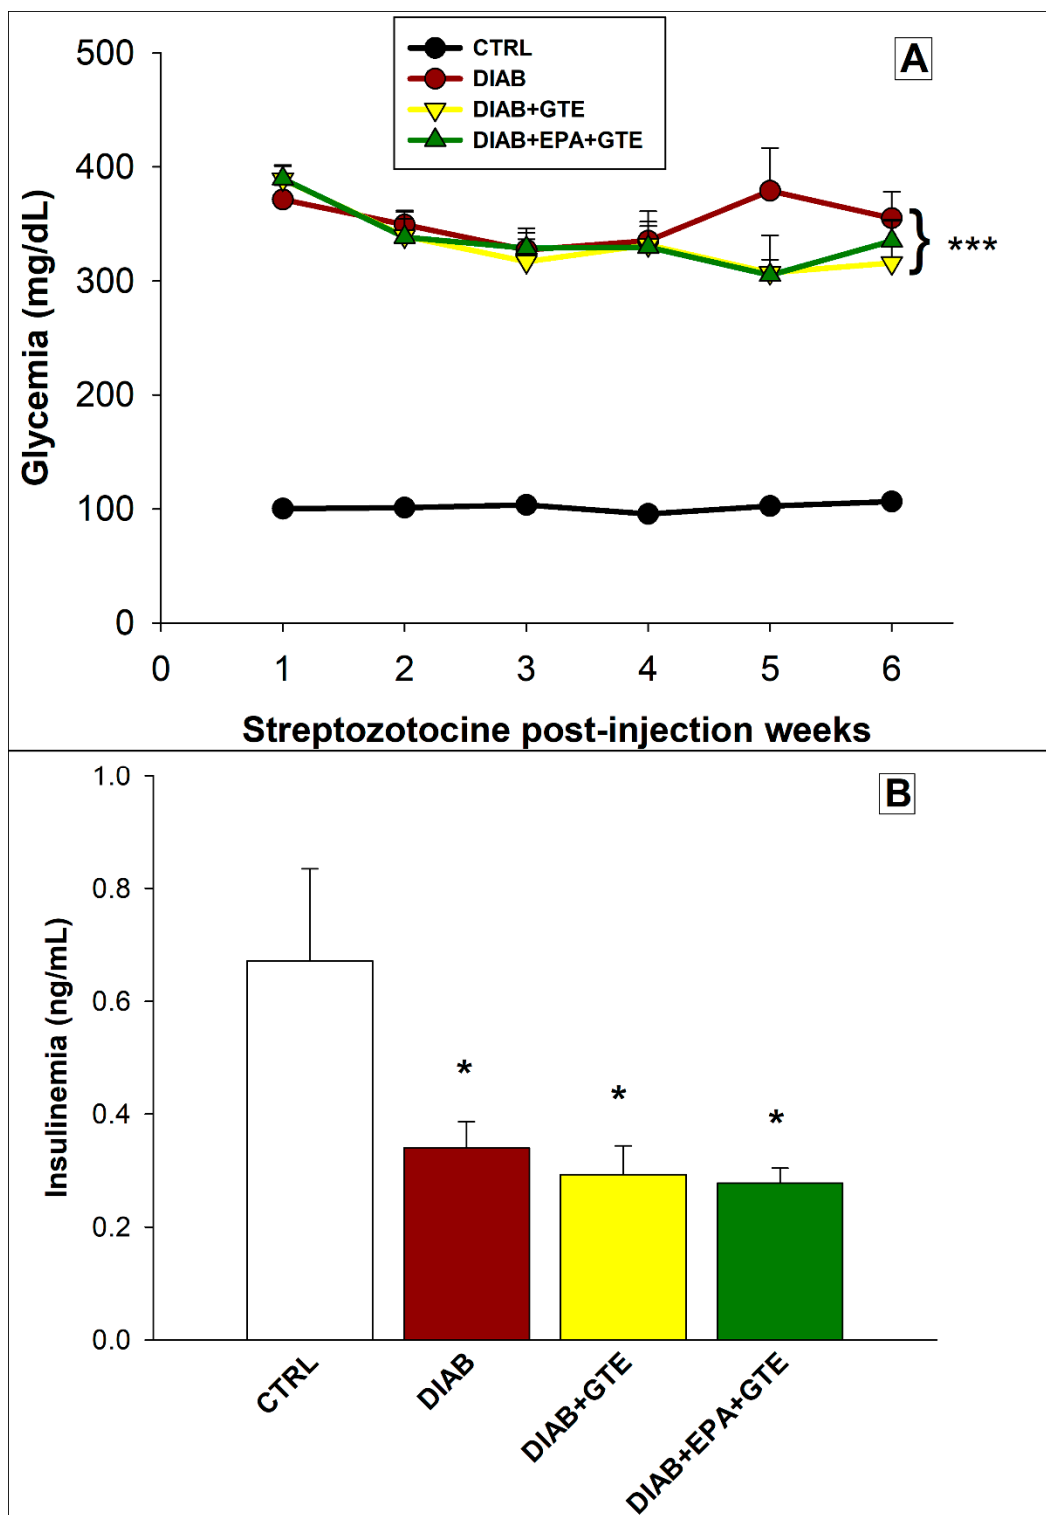 CTRL
DIAB
DIAB+GTE
DIAB+EPA+GTE
A
500
400
300
200
100
0
Glycemia (mg/dL)
} ***
0 1 2 3 4 5 6
Streptozotocine post-injection weeks
B
1.0
0.8
0.6
0.4
0.2
0.0
Insulinemia (ng/mL)
* * *
CTRL
DIAB
DIAB+GTE
DIAB+EPA+GTE